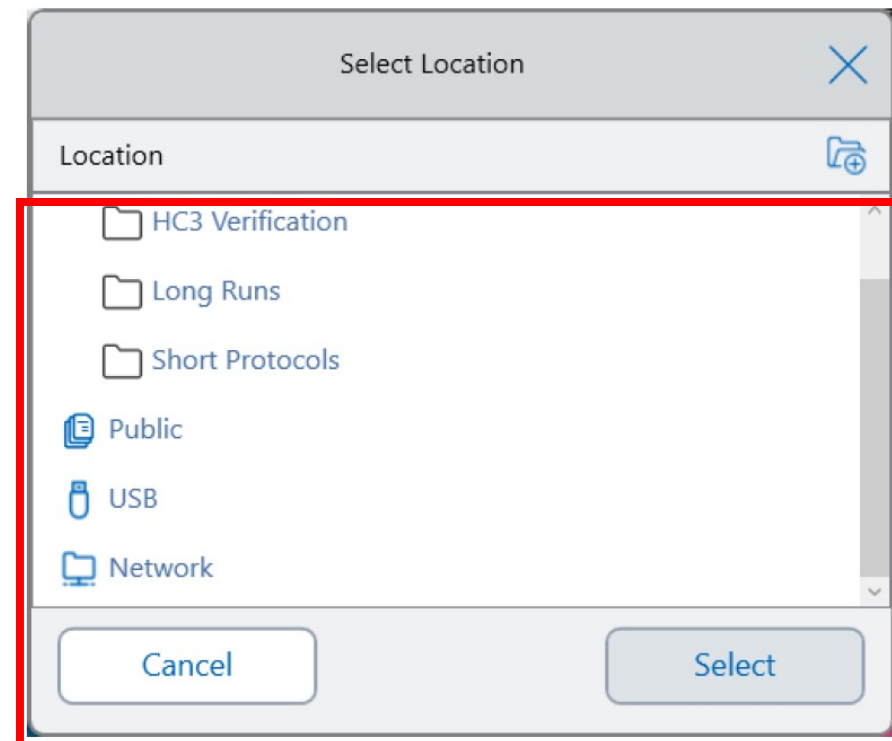 Select Location
Location
HC3 Verification
Long Runs
Short Protocols
Public
USB
Network
Cancel
Select